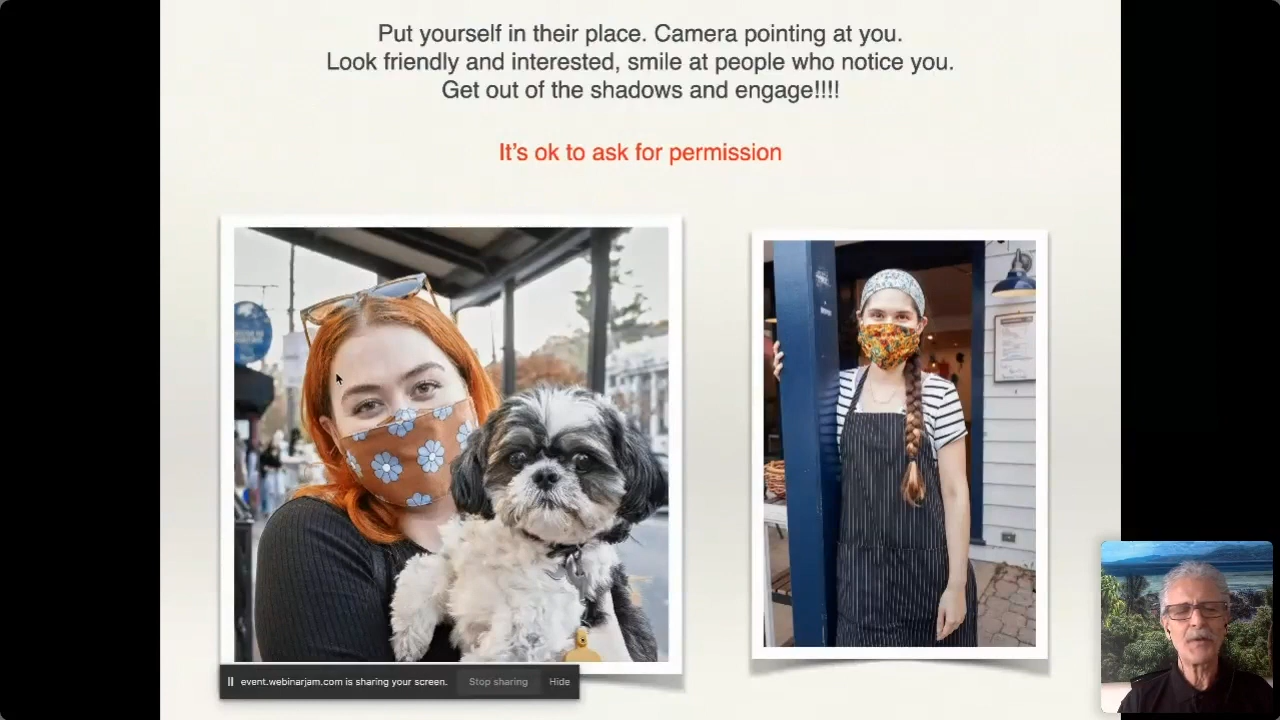 Put yourself in their place. Camera pointing at you.
Look friendly and interested, smile at people who notice you.
Get out of the shadows and engage!!!!
It's ok to ask for permission
event.webinarjam.com is sharing your screen.
Stop sharing
Hide